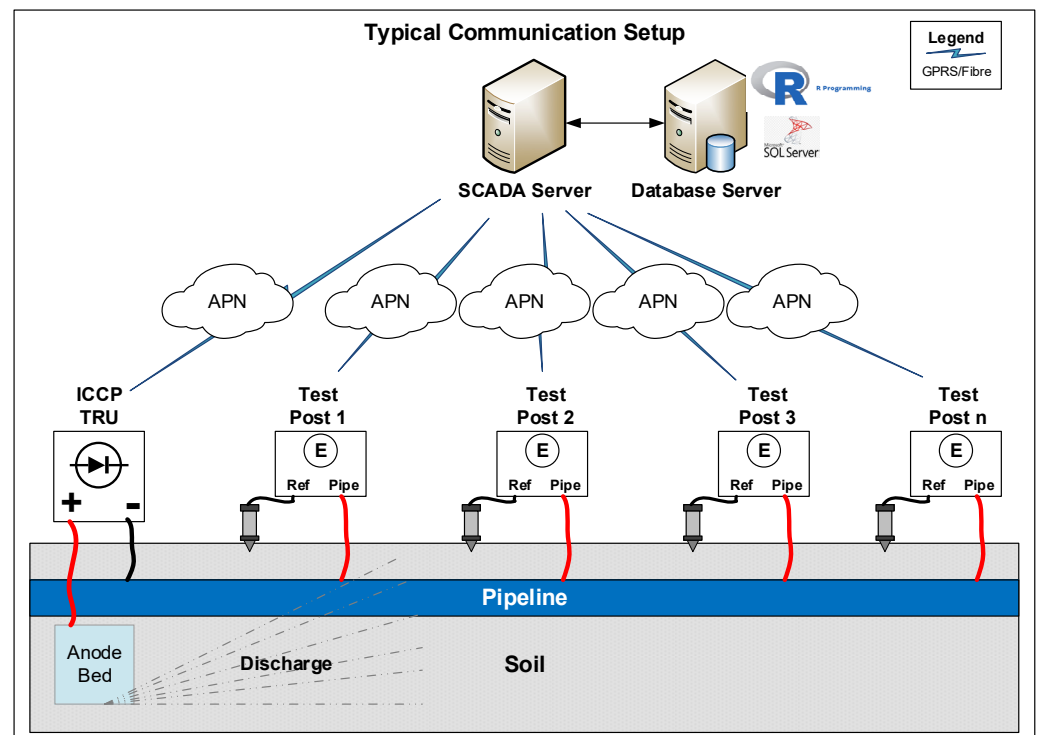 Typical Communication Setup
Legend
GPRS/Fibre
R
R Programming
Microsoft
SQL Server
SCADA Server
Database Server
APN
APN
APN
APN
APN
ICCP
TRU
Test
Post 1
Test
Post 2
Test
Post 3
Test
Post n
+
-
E
Ref Pipe
E
Ref Pipe
E
Ref Pipe
E
Ref Pipe
Pipeline
Anode
Bed
Discharge
Soil